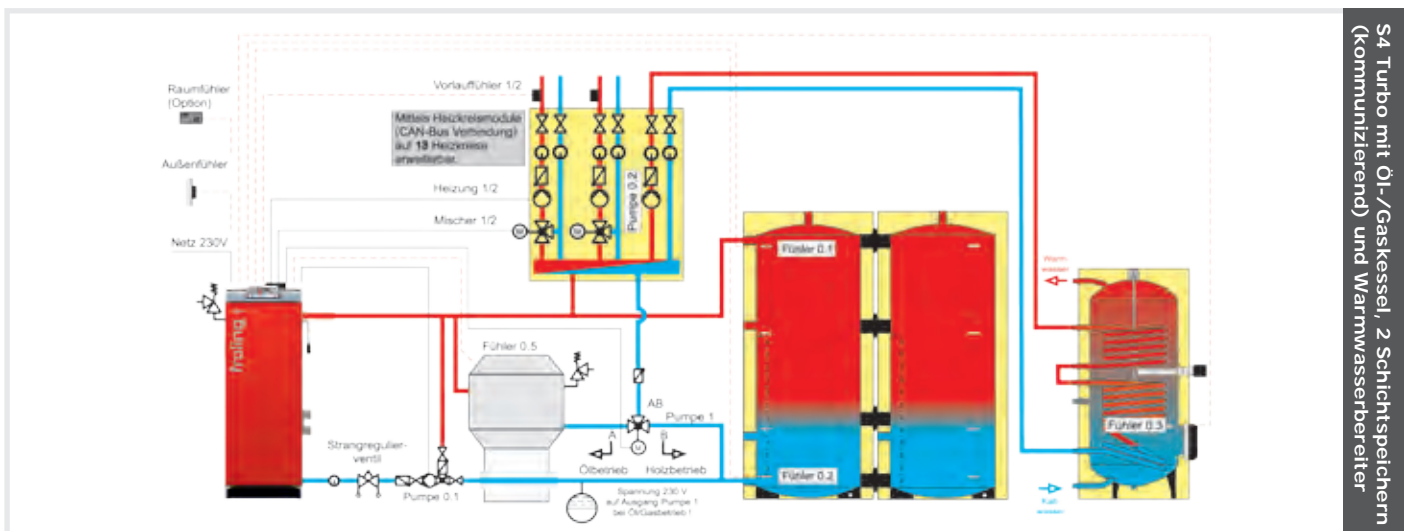 S4 Turbo mit Öl-/Gaskessel, 2 Schichtspeichern
(kommunizierend) und Warmwasserbereiter
Vorlauffühler 1/2
Raumfühler
(Option)
Mittels Heizkreismodule
(CAN-Bus Verbindung)
auf 18 Heizkreise
erweiterbar.
Außenfühler
Heizung 1/2
Pumpe 0.2
Mischer 1/2
Netz 230V
Fühler 0.1
Warm-
wasser
fröling
Fühler 0.5
AB
Pumpe 1
A
B
Fühler 0.3
Strangregulier-
ventil
Ölbetrieb
Holzbetrieb
Fühler 0.2
Pumpe 0.1
Spannung 230 V
auf Ausgang Pumpe 1
bei Öl/Gasbetrieb !
Kalt-
wasser